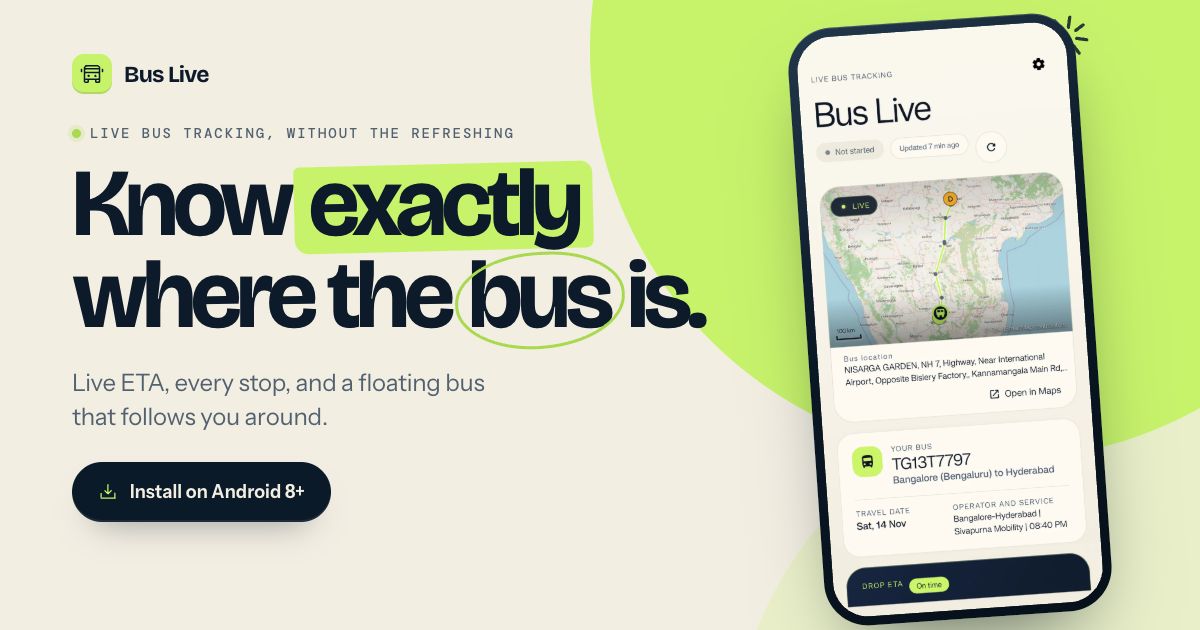 Bus Live
LIVE BUS TRACKING, WITHOUT THE REFRESHING
Know exactly
where the bus is.
Live ETA, every stop, and a floating bus
that follows you around.
Install on Android 8+
LIVE BUS TRACKING
Bus Live
Not started
Updated 7 min ago
LIVE
D
100 km
Bus location
NISARGA GARDEN, NH 7, Highway, Near International
Airport, Opposite Bislery Factory,, Kannamangala Main Rd,...
Open in Maps
YOUR BUS
TG13T7797
Bangalore (Bengaluru) to Hyderabad
TRAVEL DATE
Sat, 14 Nov
OPERATOR AND SERVICE
Bangalore-Hyderabad |
Sivapurna Mobility | 08:40 PM
DROP ETA
On time